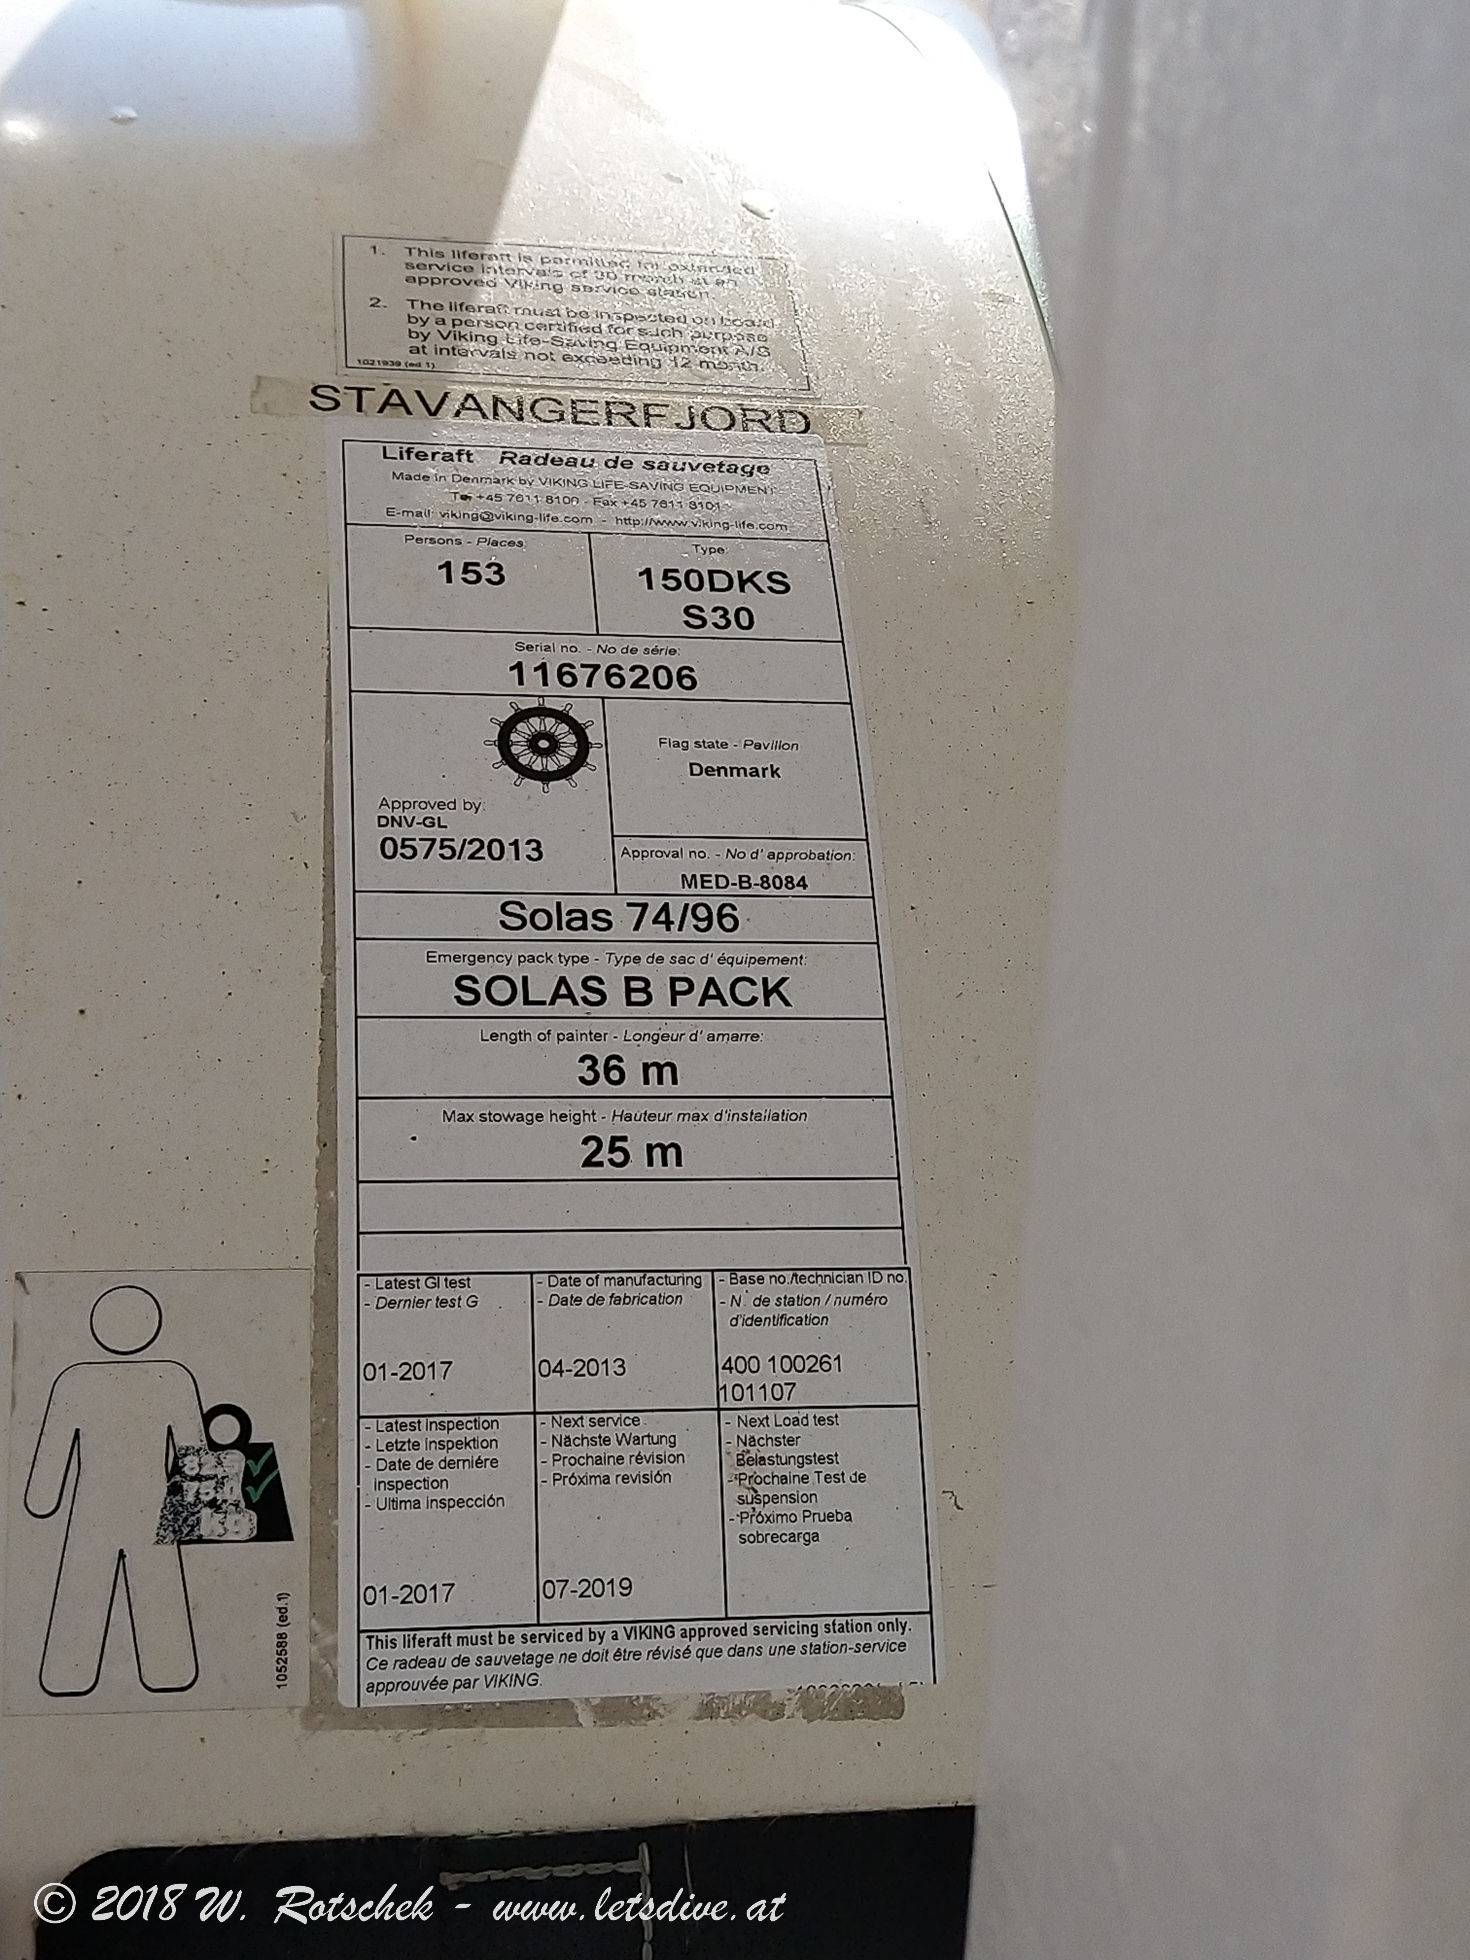 1. This liferaft is permitted for extended
service intervals of 30 month at an
approved Viking service station.
2. The liferaft must be inspected on board
by a person certified for such purpose
by Viking Life-Saving Equipment A/S
at intervals not exceeding 12 month.
1021939 (ed 1)
STAVANGERFJORD
Liferaft Radeau de sauvetage
Made in Denmark by VIKING LIFE-SAVING EQUIPMENT
Tel +45 7611 8100 - Fax +45 7611 8101
E-mail: viking@viking-life.com - http://www.viking-life.com
Persons - Places:
153
Type:
150DKS
S30
Serial no. - No de série:
11676206
Approved by:
DNV-GL
0575/2013
Flag state - Pavillon
Denmark
Approval no. - No d' approbation:
MED-B-8084
Solas 74/96
Emergency pack type - Type de sac d' équipement:
SOLAS B PACK
Length of painter - Longeur d' amarre:
36 m
Max stowage height - Hauteur max d'installation
25 m
- Latest GI test
- Dernier test G
01-2017
- Date of manufacturing
- Date de fabrication
04-2013
- Base no./technician ID no.
- N. de station / numéro
d'identification
400 100261
101107
- Latest inspection
- Letzte Inspektion
- Date de derniére
inspection
- Ultima inspección
01-2017
- Next service
- Nächste Wartung
- Prochaine révision
- Próxima revisión
07-2019
- Next Load test
- Nächster
Belastungstest
- Prochaine Test de
suspension
- Próximo Prueba
sobrecarga
This liferaft must be serviced by a VIKING approved servicing station only.
Ce radeau de sauvetage ne doit être révisé que dans une station-service
approuvée par VIKING.
1052588 (ed.1)
© 2018 W. Rotschek - www.letsdive.at